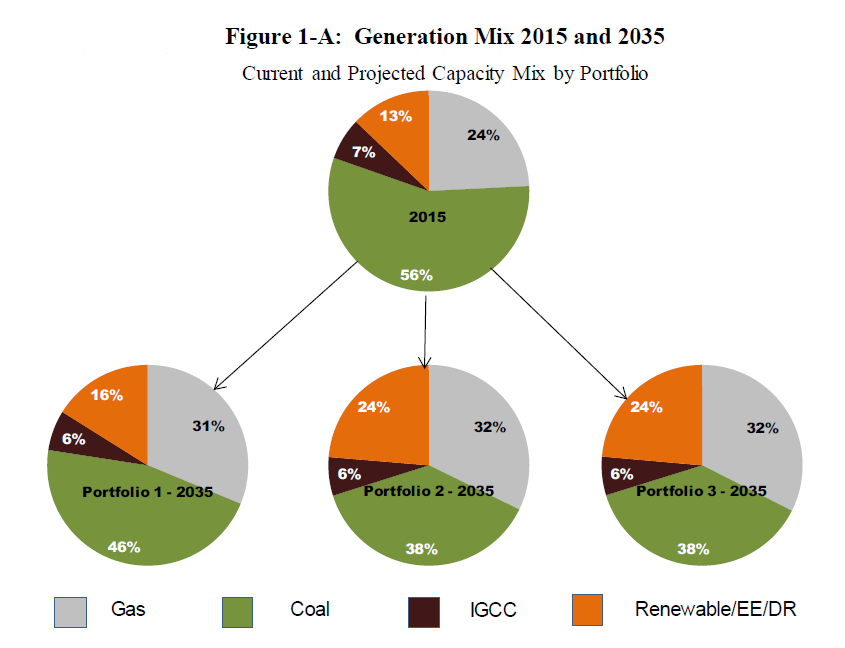 Figure 1-A: Generation Mix 2015 and 2035
Current and Projected Capacity Mix by Portfolio
13%
24%
7%
2015
56%
16%
31%
6%
Portfolio 1 - 2035
46%
24%
32%
6%
Portfolio 2 - 2035
38%
24%
32%
6%
Portfolio 3 - 2035
38%
Gas
Coal
IGCC
Renewable/EE/DR